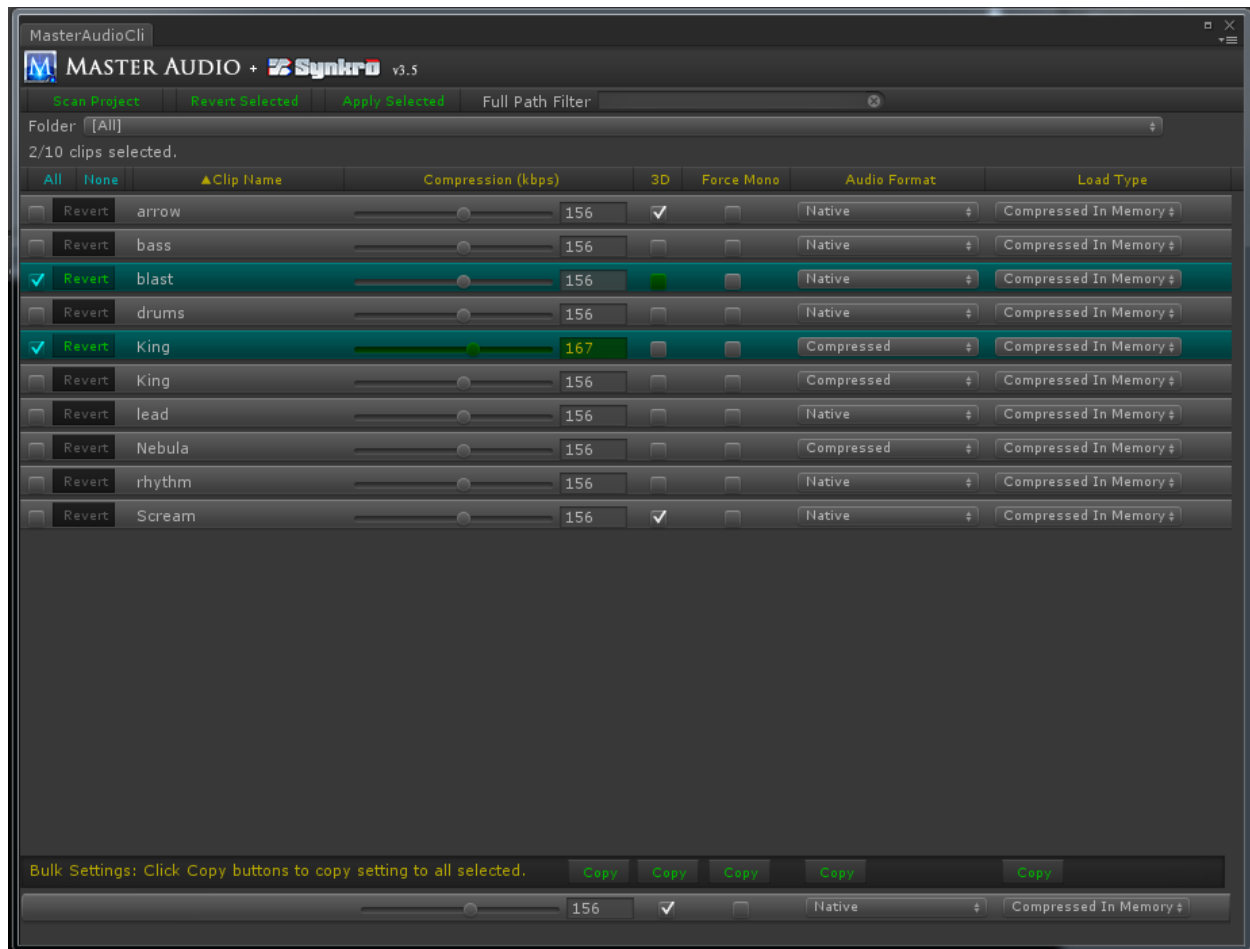 MasterAudioCli
M MASTER AUDIO + Synkro v3.5
Scan Project Revert Selected Apply Selected Full Path Filter
Folder [All]
2/10 clips selected.
All None ▲Clip Name Compression (kbps) 3D Force Mono Audio Format Load Type
Revert arrow 156 Native Compressed In Memory
Revert bass 156 Native Compressed In Memory
Revert blast 156 Native Compressed In Memory
Revert drums 156 Native Compressed In Memory
Revert King 167 Compressed Compressed In Memory
Revert King 156 Compressed Compressed In Memory
Revert lead 156 Native Compressed In Memory
Revert Nebula 156 Compressed Compressed In Memory
Revert rhythm 156 Native Compressed In Memory
Revert Scream 156 Native Compressed In Memory
Bulk Settings: Click Copy buttons to copy setting to all selected. Copy Copy Copy Copy Copy
156 Native Compressed In Memory